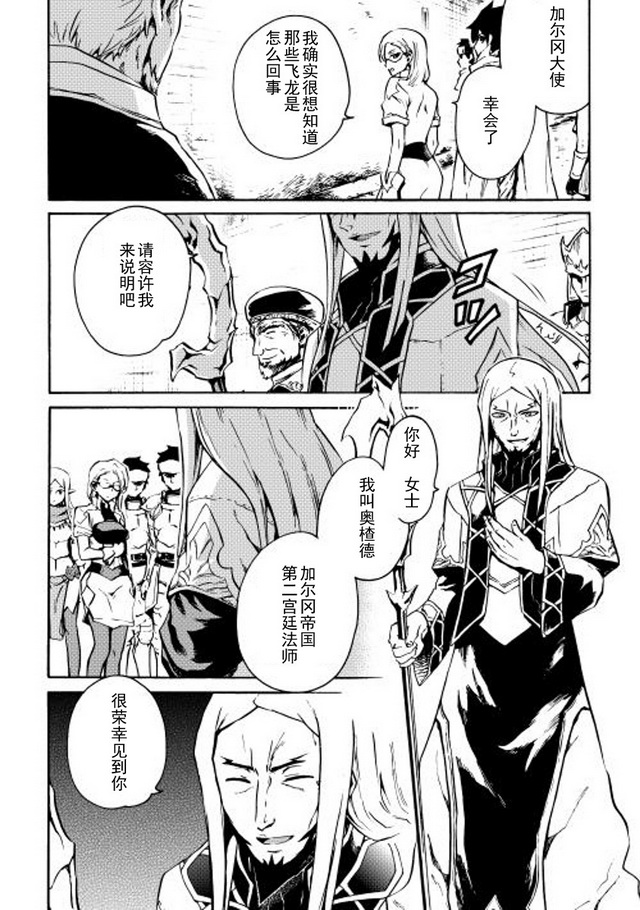 加尔冈大使
幸会了
我确实很想知道
那些飞龙是
怎么回事
请容许我
来说明吧
你好 女士
我叫奥楂德
加尔冈帝国
第二宫廷法师
很荣幸见到你